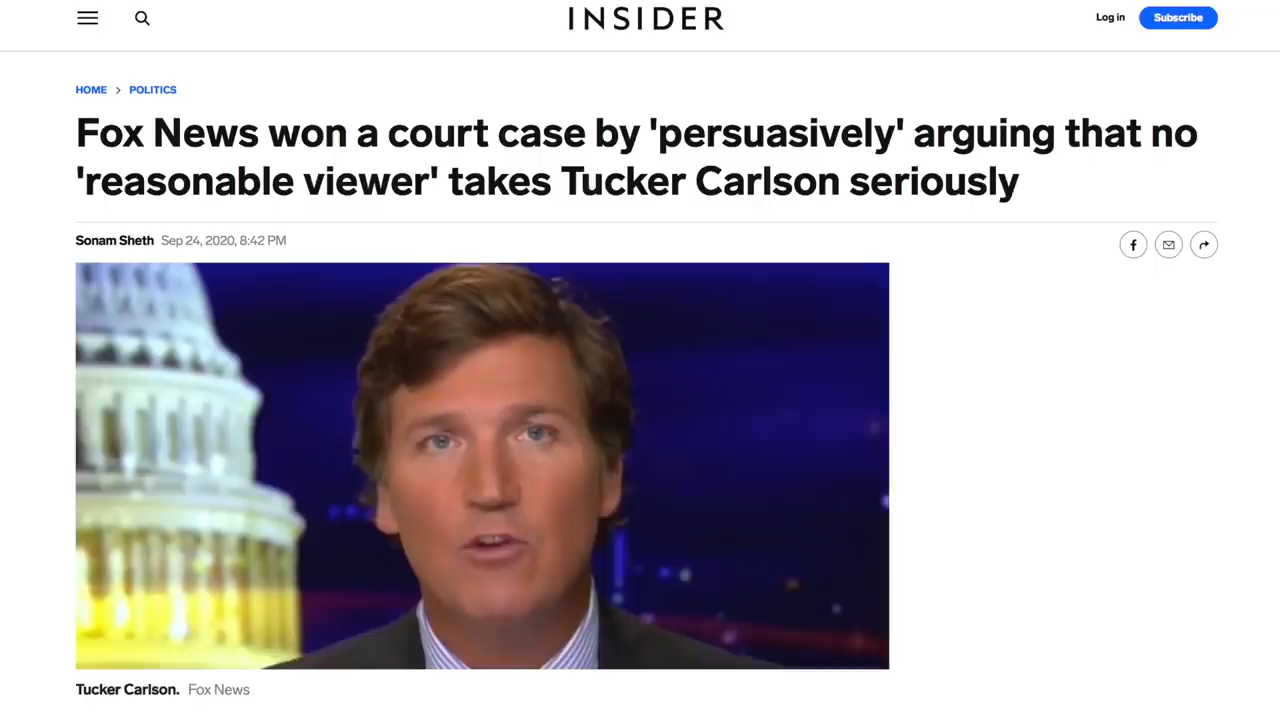 INSIDER
Log in
Subscribe
HOME > POLITICS
Fox News won a court case by 'persuasively' arguing that no
'reasonable viewer' takes Tucker Carlson seriously
Sonam Sheth Sep 24, 2020, 8:42 PM
Tucker Carlson. Fox News